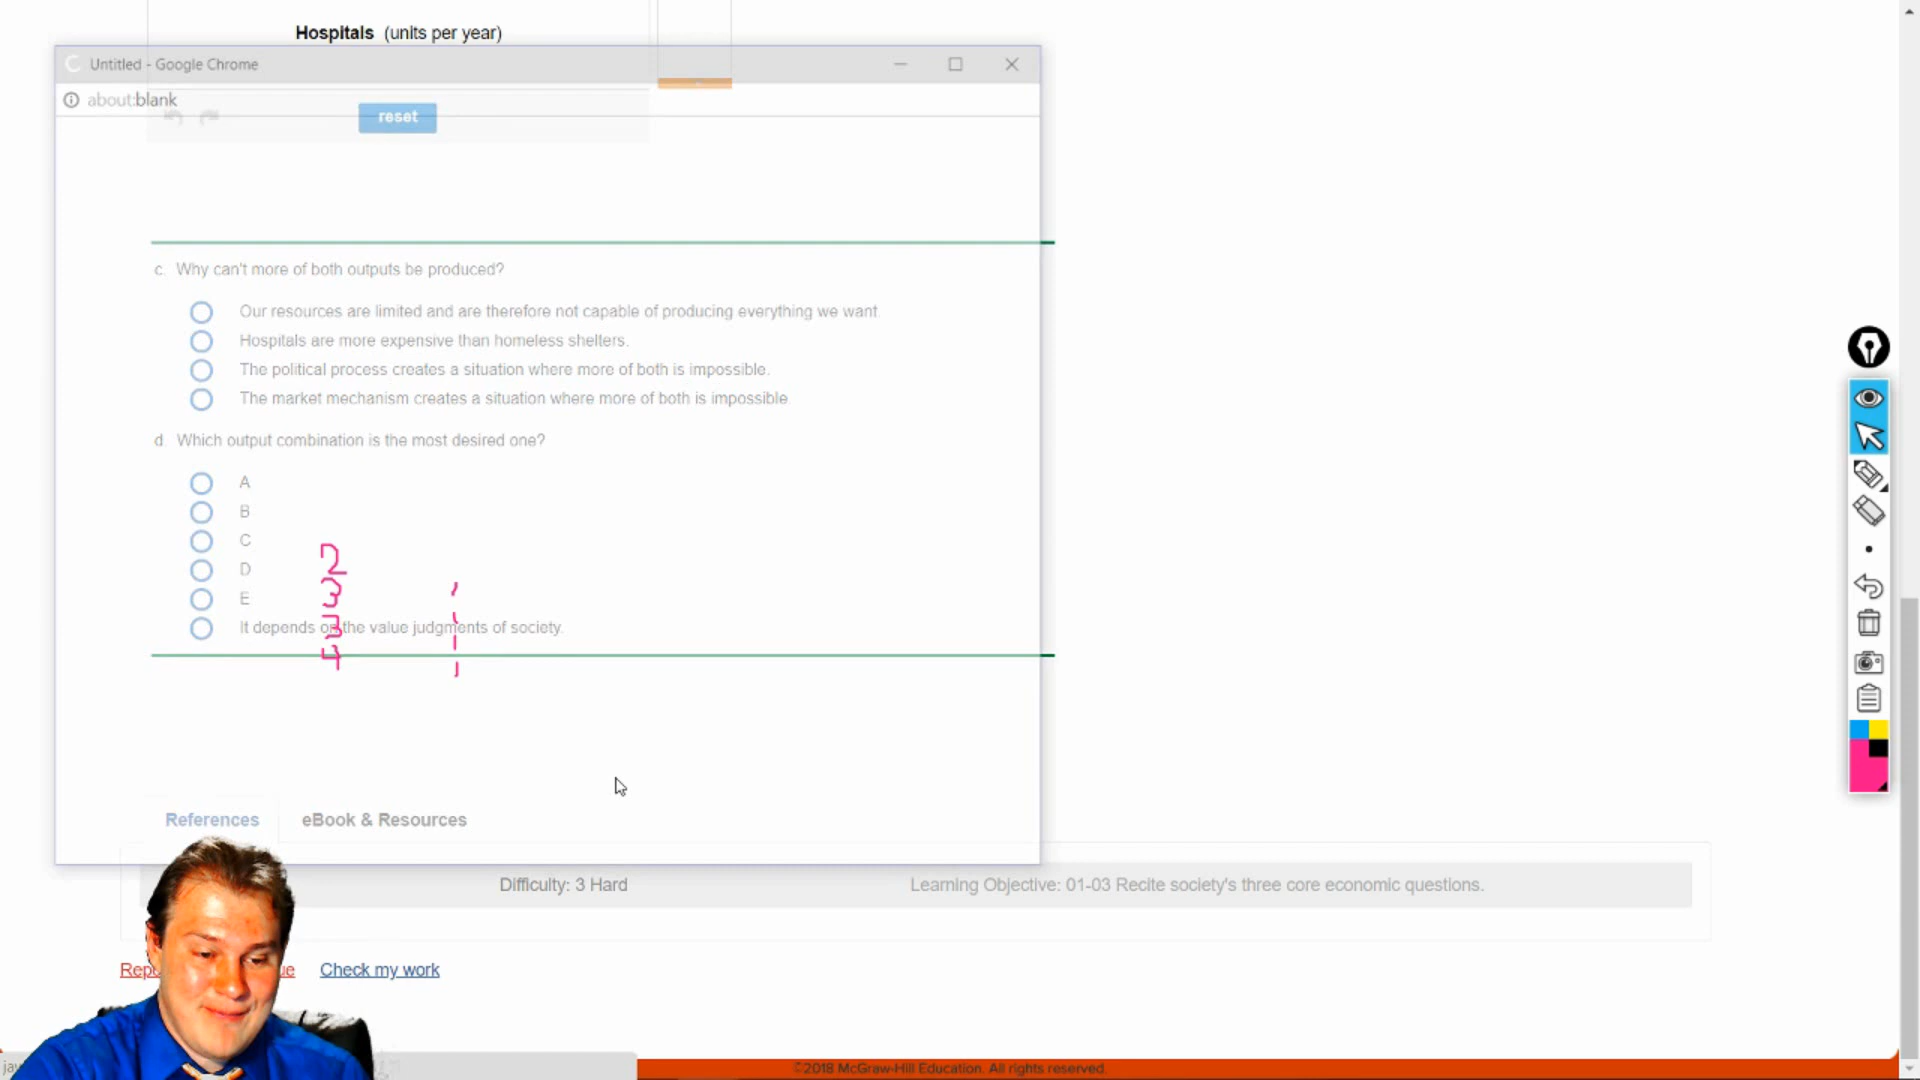 Hospitals (units per year)
Untitled - Google Chrome
about:blank
reset
c. Why can't more of both outputs be produced?
Our resources are limited and are therefore not capable of producing everything we want.
Hospitals are more expensive than homeless shelters.
The political process creates a situation where more of both is impossible.
The market mechanism creates a situation where more of both is impossible.
d Which output combination is the most desired one?
A
B
C
2
D
3
E
3
It depends on the value judgments of society.
4
References
eBook & Resources
Difficulty: 3 Hard
Learning Objective: 01-03 Recite society's three core economic questions.
Check my work
©2018 McGraw-Hill Education. All rights reserved.